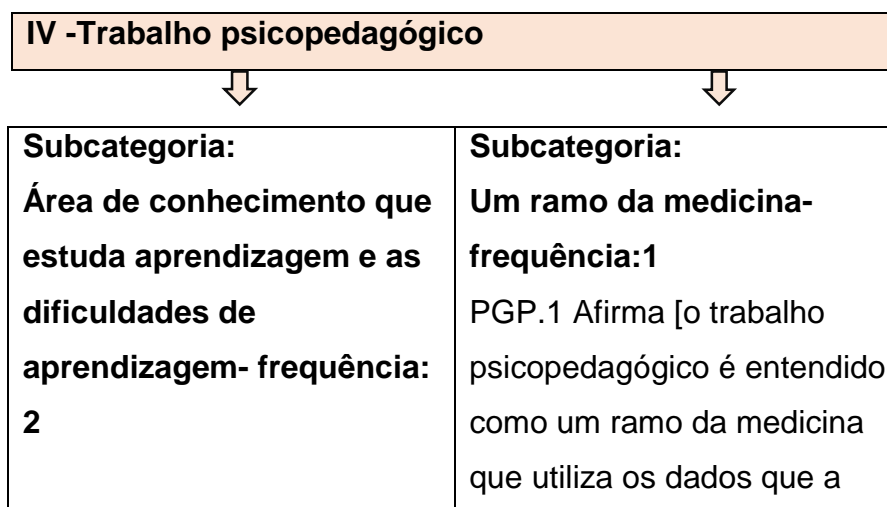 IV -Trabalho psicopedagógico
Subcategoria:
Área de conhecimento que
estuda aprendizagem e as
dificuldades de
aprendizagem- frequência:
2
Subcategoria:
Um ramo da medicina-
frequência:1
PGP.1 Afirma [o trabalho
psicopedagógico é entendido
como um ramo da medicina
que utiliza os dados que a